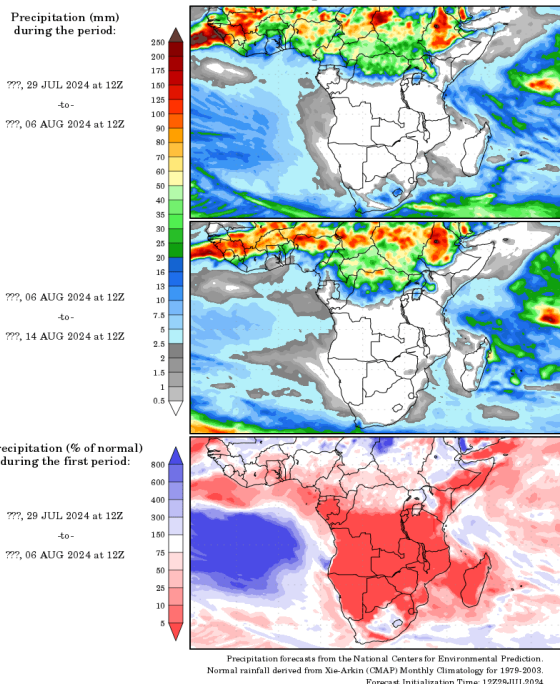 Precipitation (mm)
during the period:
250
200
175
150
125
100
90
80
70
60
50
40
35
30
25
20
16
13
10
7.5
5
2.5
2
1.5
1
0.5
???, 29 JUL 2024 at 12Z
-to-
???, 06 AUG 2024 at 12Z
???, 06 AUG 2024 at 12Z
-to-
???, 14 AUG 2024 at 12Z
recipitation (% of normal)
during the first period:
800
600
400
300
150
75
50
25
10
5
???, 29 JUL 2024 at 12Z
-to-
???, 06 AUG 2024 at 12Z
Precipitation forecasts from the National Centers for Environmental Prediction.
Normal rainfall derived from Xie-Arkin (CMAP) Monthly Climatology for 1979-2003.
Forecast Initialization Time: 12Z29JUL2024